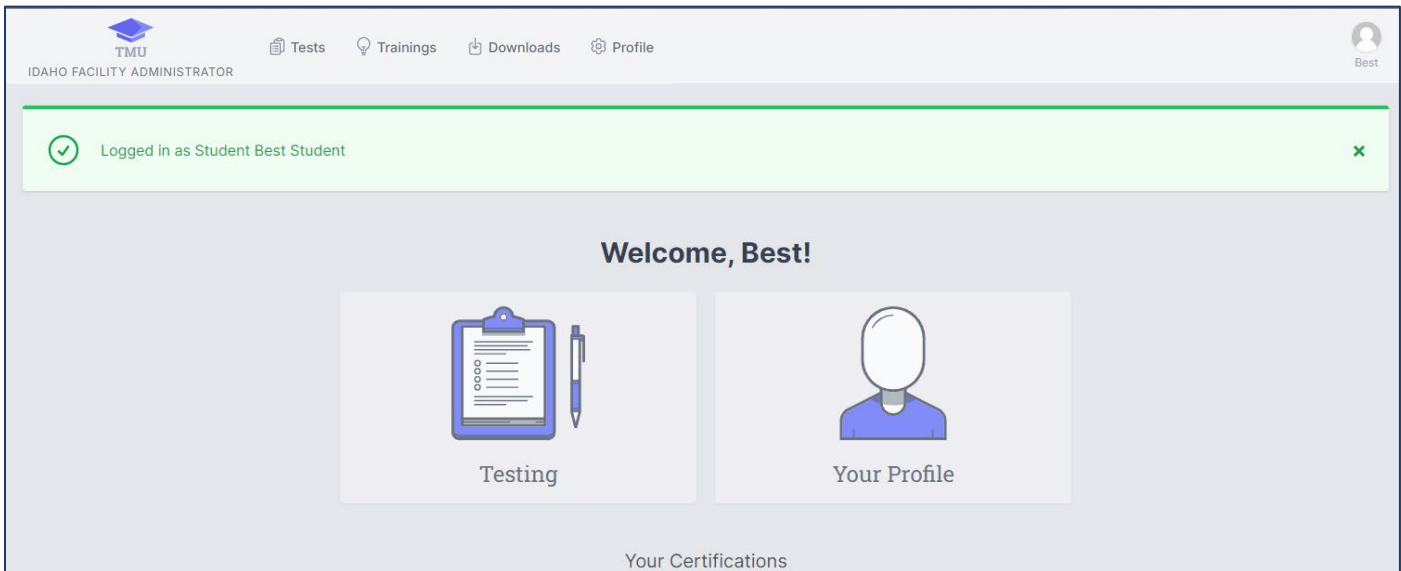 TMU
IDAHO FACILITY ADMINISTRATOR
Tests
Trainings
Downloads
Profile
Best
Logged in as Student Best Student
Welcome, Best!
Testing
Your Profile
Your Certifications